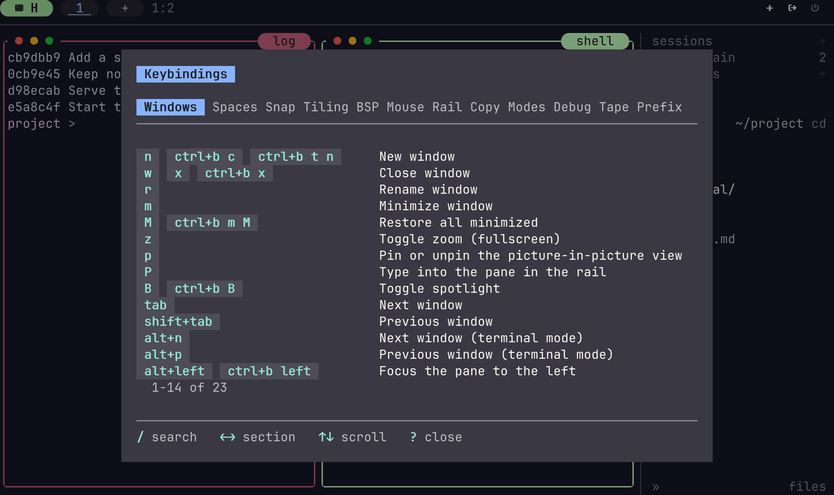 H 1 + 1:2 +
log shell sessions +
cb9dbb9 Add a s
0cb9e45 Keep no
d98ecab Serve t
e5a8c4f Start t
project >
ain 2
s +
~/project cd
al/
.md
Keybindings
Windows Spaces Snap Tiling BSP Mouse Rail Copy Modes Debug Tape Prefix
n ctrl+b c ctrl+b t n New window
w x ctrl+b x Close window
r Rename window
m Minimize window
M ctrl+b m M Restore all minimized
z Toggle zoom (fullscreen)
p Pin or unpin the picture-in-picture view
P Type into the pane in the rail
B ctrl+b B Toggle spotlight
tab Next window
shift+tab Previous window
alt+n Next window (terminal mode)
alt+p Previous window (terminal mode)
alt+left ctrl+b left Focus the pane to the left
1-14 of 23
/ search ↔ section ↑↓ scroll ? close
» files